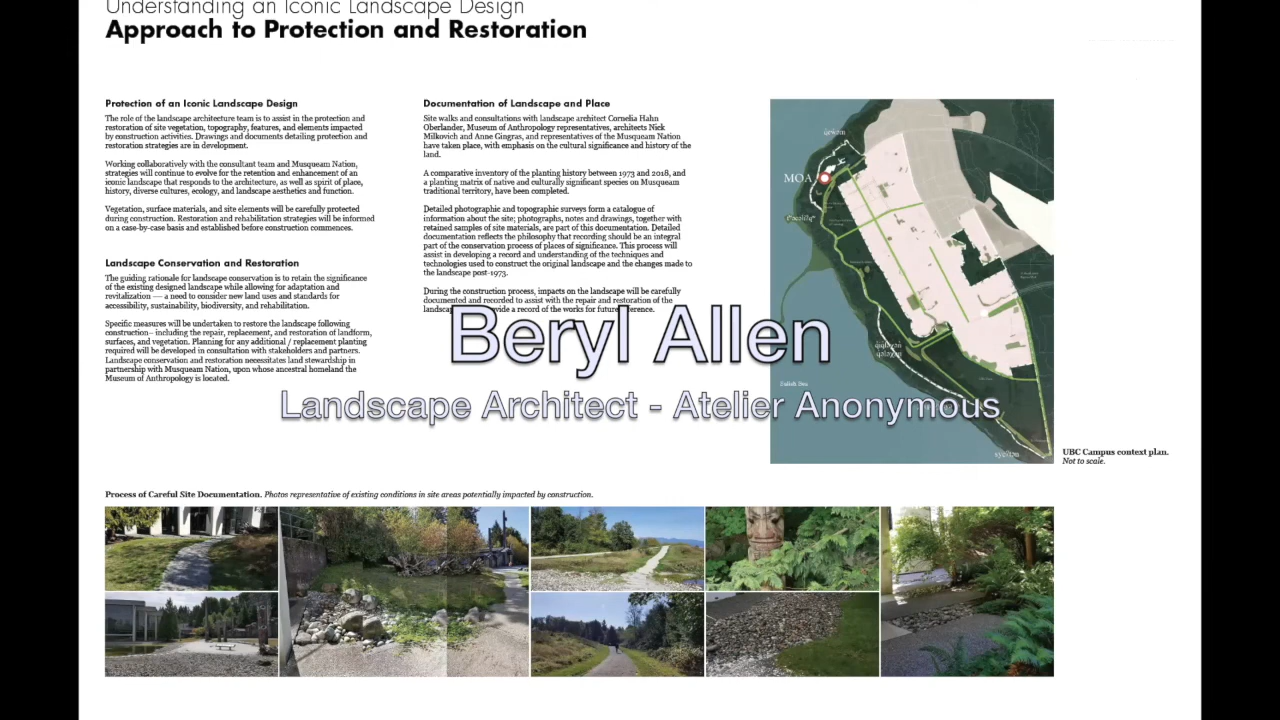 Understanding an Iconic Landscape Design
Approach to Protection and Restoration
Protection of an Iconic Landscape Design
The role of the landscape architecture team is to assist in the protection and
restoration of site vegetation, topography, features, and elements impacted
by construction activities. Drawings and documents detailing protection and
restoration strategies are in development.
Working collaboratively with the consultant team and Musqueam Nation,
strategies will continue to evolve for the retention and enhancement of an
iconic landscape that responds to the architecture, as well as spirit of place,
history, diverse cultures, ecology, and landscape aesthetics and function.
Vegetation, surface materials, and site elements will be carefully protected
during construction. Restoration and rehabilitation strategies will be informed
on a case-by-case basis and established before construction commences.
Landscape Conservation and Restoration
The guiding rationale for landscape conservation is to retain the significance
of the existing designed landscape while allowing for adaptation and
revitalization — a need to consider new land uses and standards for
accessibility, sustainability, biodiversity, and rehabilitation.
Specific measures will be undertaken to restore the landscape following
construction– including the repair, replacement, and restoration of landform,
surfaces, and vegetation. Planning for any additional / replacement planting
required will be developed in consultation with stakeholders and partners.
Landscape conservation and restoration necessitates land stewardship in
partnership with Musqueam Nation, upon whose ancestral homeland the
Museum of Anthropology is located.
Documentation of Landscape and Place
Site walks and consultations with landscape architect Cornelia Hahn
Oberlander, Museum of Anthropology representatives, architects Nick
Milkovich and Anne Gingras, and representatives of the Musqueam Nation
have taken place, with emphasis on the cultural significance and history of the
land.
A comparative inventory of the planting history between 1973 and 2018, and
a planting matrix of native and culturally significant species on Musqueam
traditional territory, have been completed.
Detailed photographic and topographic surveys form a catalogue of
information about the site; photographs, notes and drawings, together with
retained samples of site materials, are part of this documentation. Detailed
documentation reflects the philosophy that recording should be an integral
part of the conservation process of places of significance. This process will
assist in developing a record and understanding of the techniques and
technologies used to construct the original landscape and the changes made to
the landscape post-1973.
During the construction process, impacts on the landscape will be carefully
documented and recorded to assist with the repair and restoration of the
vide a record of the works for future
MOA
Salish Sea
Beryl Allen
Landscape Architect - Atelier Anonymous
UBC Campus context plan.
Not to scale.
Process of Careful Site Documentation. Photos representative of existing conditions in site areas potentially impacted by construction.